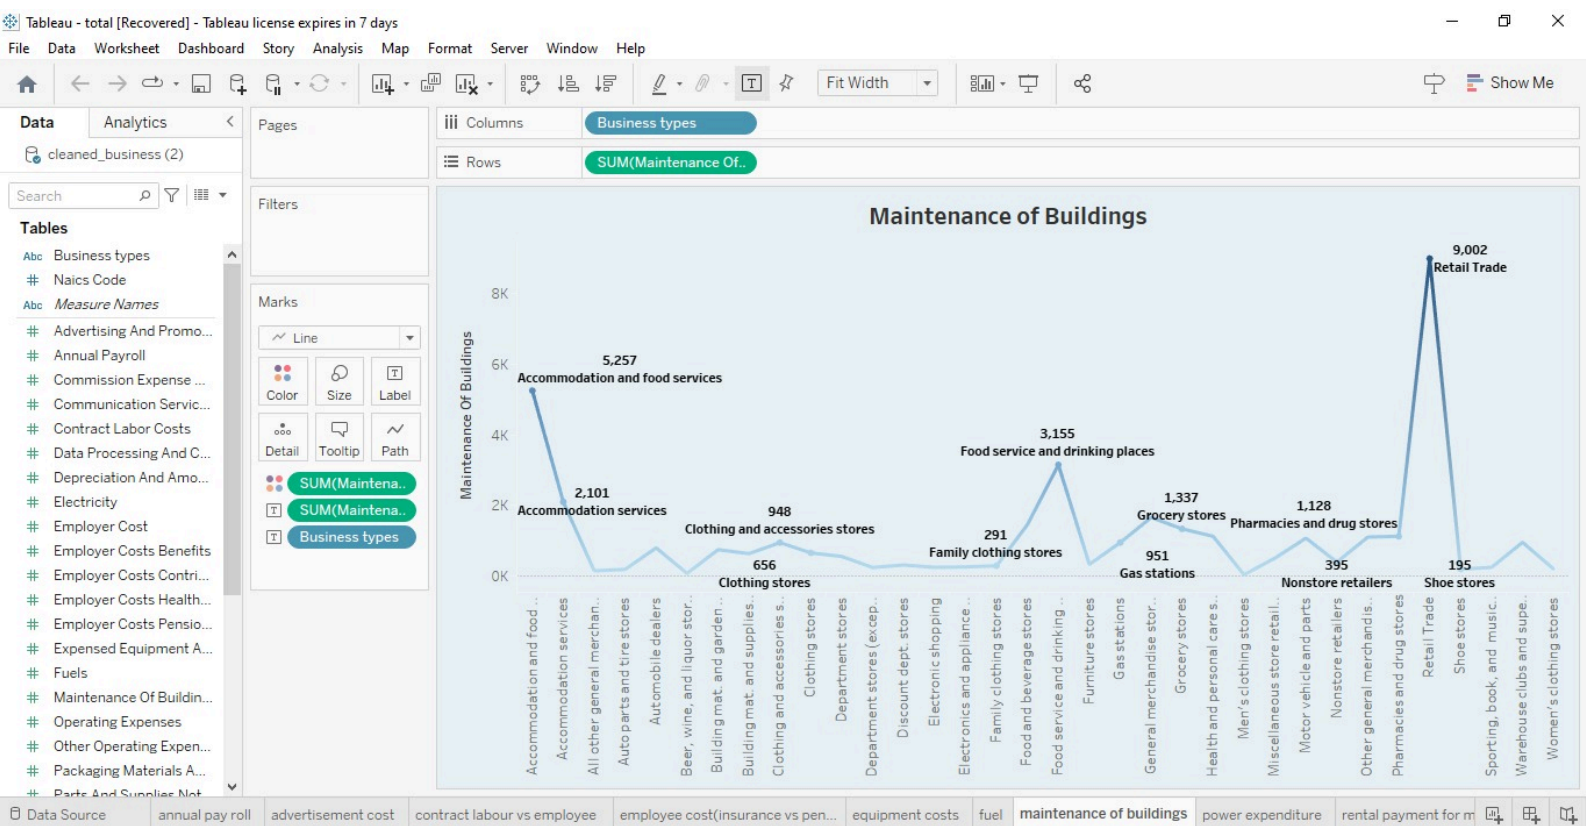 Tableau - total [Recovered] - Tableau license expires in 7 days
File Data Worksheet Dashboard Story Analysis Map Format Server Window Help
Fit Width
Show Me
Data Analytics
cleaned_business (2)
Search
Tables
Abc Business types
# Naics Code
Abc Measure Names
# Advertising And Promo...
# Annual Payroll
# Commission Expense ...
# Communication Servic...
# Contract Labor Costs
# Data Processing And C...
# Depreciation And Amo...
# Electricity
# Employer Cost
# Employer Costs Benefits
# Employer Costs Contri...
# Employer Costs Health...
# Employer Costs Pensio...
# Expensed Equipment A...
# Fuels
# Maintenance Of Buildin...
# Operating Expenses
# Other Operating Expen...
# Packaging Materials A...
# Parts And Supplies Not
Pages
Filters
Marks
Line
Color Size Label
Detail Tooltip Path
SUM(Maintena..
T SUM(Maintena..
T Business types
Columns Business types
Rows SUM(Maintenance Of..
Maintenance of Buildings
Maintenance Of Buildings
8K
6K
4K
2K
0K
5,257
Accommodation and food services
2,101
Accommodation services
948
Clothing and accessories stores
656
Clothing stores
291
Family clothing stores
3,155
Food service and drinking places
951
Gas stations
1,337
Grocery stores
1,128
Pharmacies and drug stores
395
Nonstore retailers
9,002
Retail Trade
195
Shoe stores
Accommodation and food ..
Accommodation services
All other general merchan..
Auto parts and tire stores
Automobile dealers
Beer, wine, and liquor stor..
Building mat. and garden ..
Building mat. and supplies..
Clothing and accessories s..
Clothing stores
Department stores
Department stores (excep..
Discount dept. stores
Electronic shopping
Electronics and appliance ..
Family clothing stores
Food and beverage stores
Food service and drinking ..
Furniture stores
Gas stations
General merchandise stor..
Grocery stores
Health and personal care s..
Men's clothing stores
Miscellaneous store retail..
Motor vehicle and parts
Nonstore retailers
Other general merchandis..
Pharmacies and drug stores
Retail Trade
Shoe stores
Sporting, book, and music..
Warehouse clubs and supe..
Women's clothing stores
Data Source annual pay roll advertisement cost contract labour vs employee employee cost(insurance vs pen... equipment costs fuel maintenance of buildings power expenditure rental payment for m